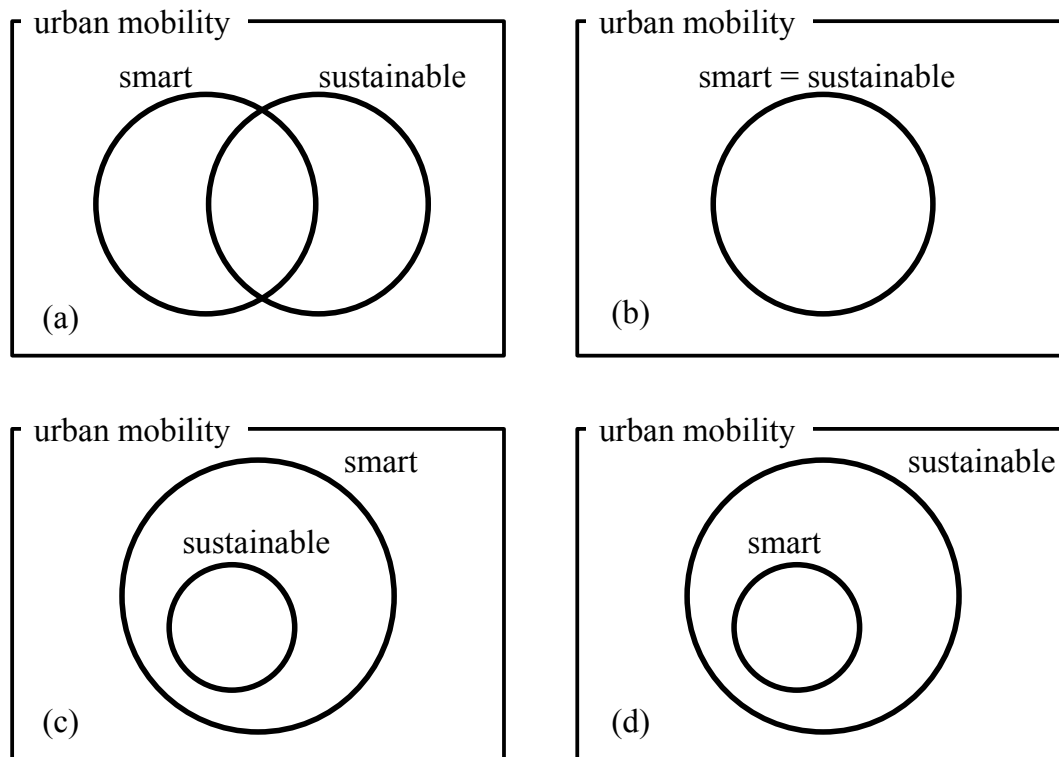 urban mobility
smart
sustainable
(a)
urban mobility
smart = sustainable
(b)
urban mobility
smart
sustainable
(c)
urban mobility
sustainable
smart
(d)